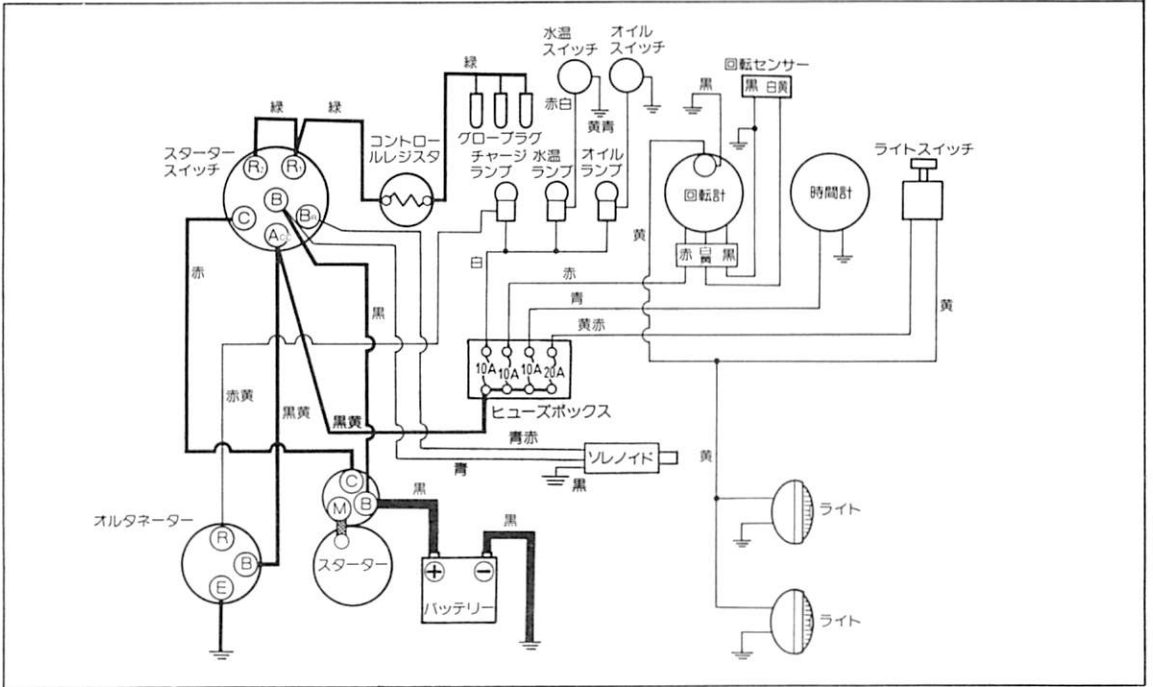 水温
スイッチ
オイル
スイッチ
緑
回転センサー
黒
黒 白黄
赤白
黄青
緑
緑
グロープラグ
コントロー
ルレジスタ
チャージ
ランプ
水温
ランプ
オイル
ランプ
ライトスイッチ
スターター
スイッチ
R₂
R₁
B
BR
C
Acc
回転計
時間計
黄
赤 白黄 黒
白
赤
赤
青
黄
黒
黄赤
10A 10A 10A 20A
赤黄
黒黄
黒黄
ヒューズボックス
青赤
青
ソレノイド
黒
黄
C
M
B
黒
黒
ライト
オルタネーター
R
B
E
スターター
+
−
バッテリー
ライト